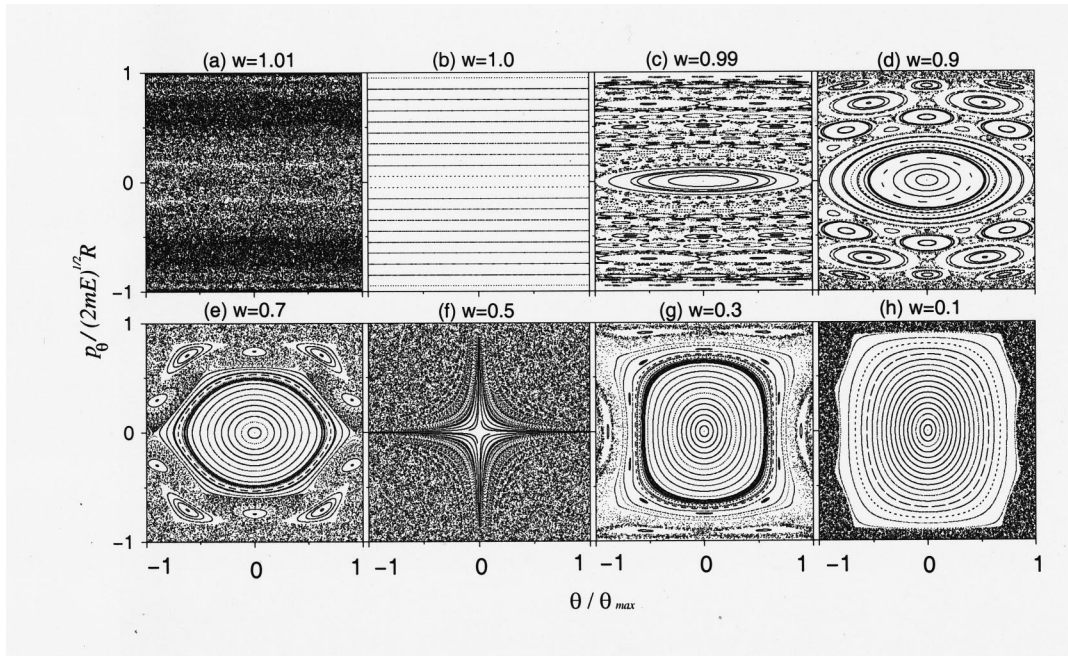 (a) w=1.01 (b) w=1.0 (c) w=0.99 (d) w=0.9
1
0
−1
(e) w=0.7 (f) w=0.5 (g) w=0.3 (h) w=0.1
1
0
−1
−1 0 1 −1 0 1 −1 0 1 −1 0 1
pθ / (2mE)1/2 R
θ / θmax